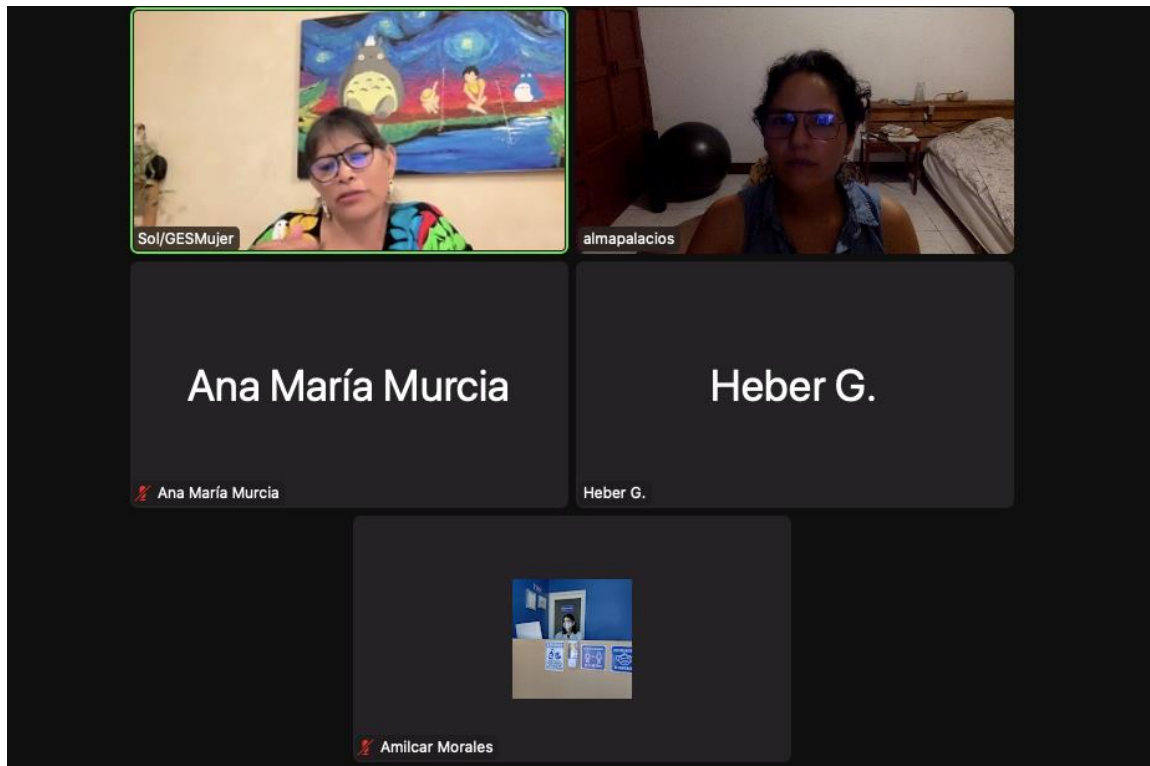 Sol/GESMujer
almapalacios
Ana María Murcia
Ana María Murcia
Heber G.
Heber G.
Amilcar Morales